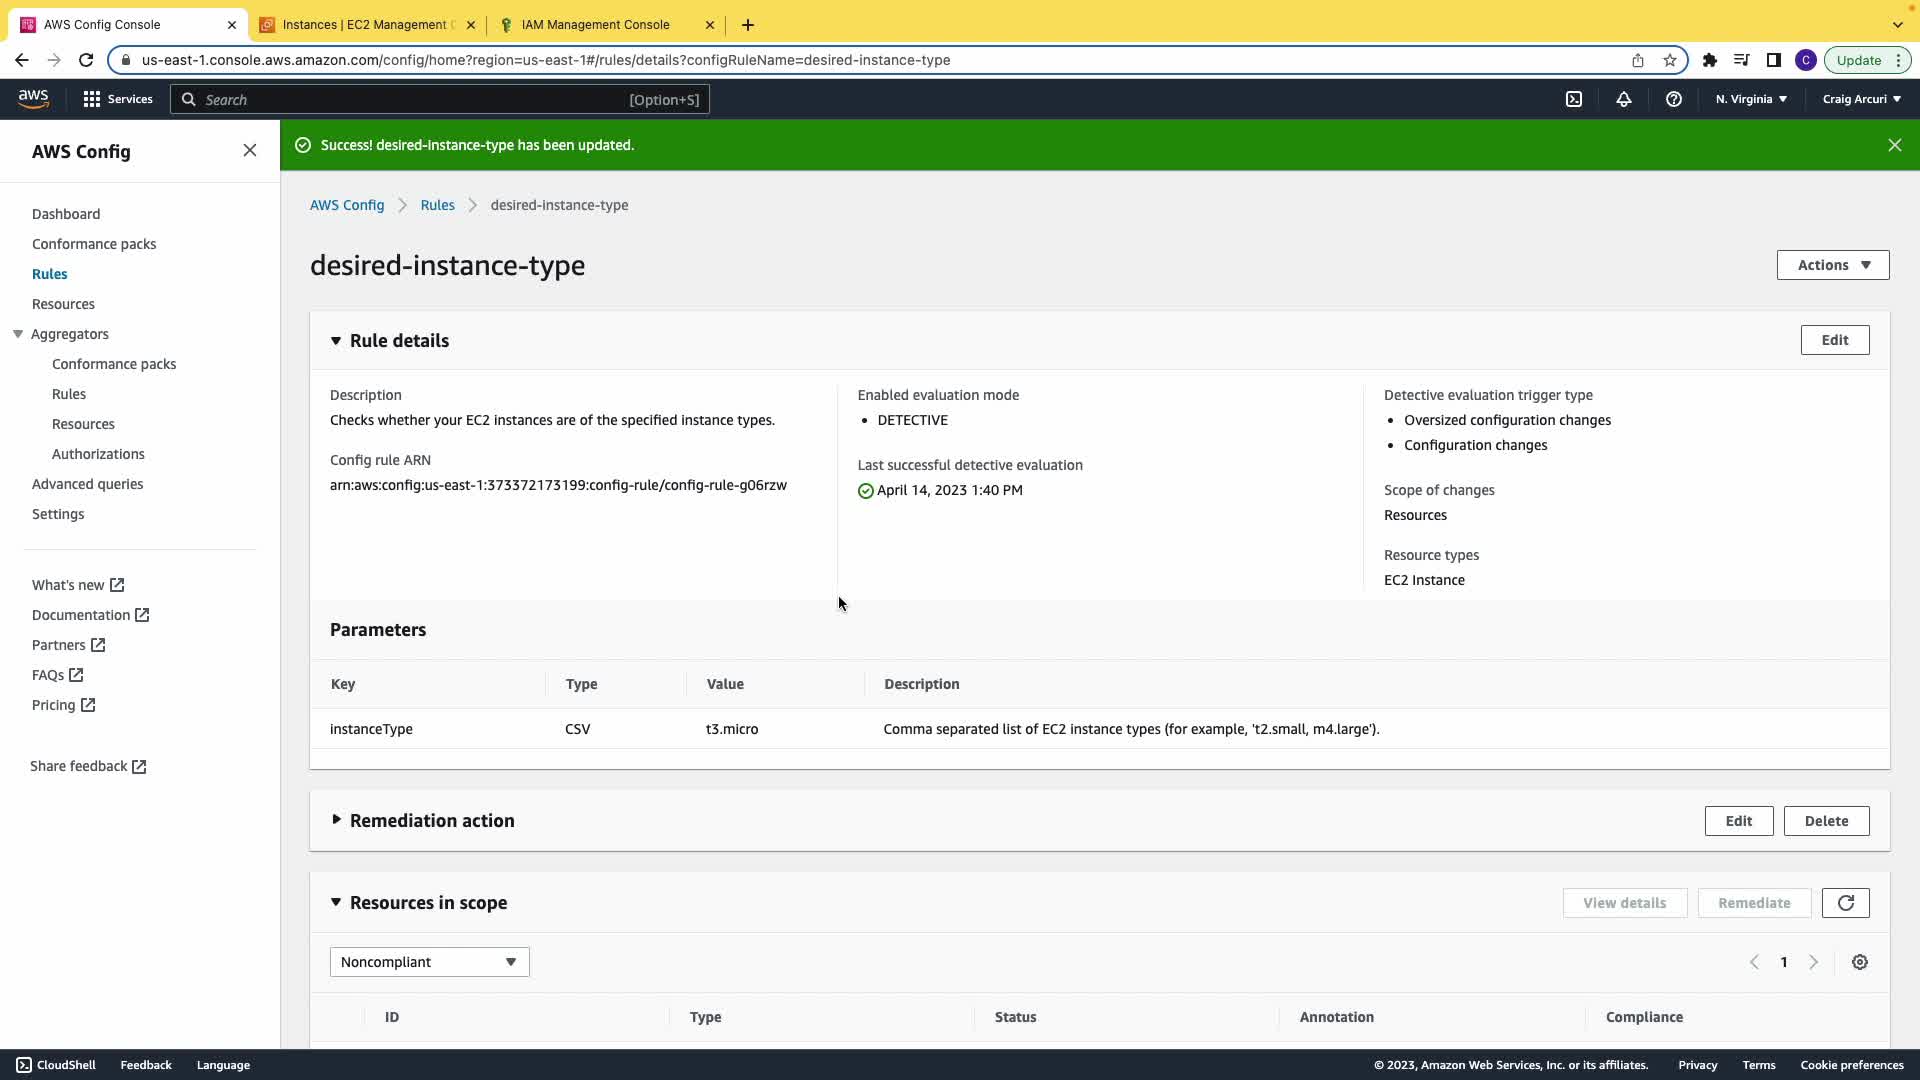 AWS Config Console
Instances | EC2 Management C
IAM Management Console
us-east-1.console.aws.amazon.com/config/home?region=us-east-1#/rules/details?configRuleName=desired-instance-type
C
Update
aws
Services
Search
[Option+S]
N. Virginia
Craig Arcuri
AWS Config
Dashboard
Conformance packs
Rules
Resources
Aggregators
Conformance packs
Rules
Resources
Authorizations
Advanced queries
Settings
What's new
Documentation
Partners
FAQs
Pricing
Share feedback
Success! desired-instance-type has been updated.
AWS Config
Rules
desired-instance-type
desired-instance-type
Actions
Rule details
Edit
Description
Checks whether your EC2 instances are of the specified instance types.
Config rule ARN
arn:aws:config:us-east-1:373372173199:config-rule/config-rule-g06rzw
Enabled evaluation mode
• DETECTIVE
Last successful detective evaluation
April 14, 2023 1:40 PM
Detective evaluation trigger type
• Oversized configuration changes
• Configuration changes
Scope of changes
Resources
Resource types
EC2 Instance
Parameters
Key Type Value Description
instanceType CSV t3.micro Comma separated list of EC2 instance types (for example, 't2.small, m4.large').
Remediation action
Edit
Delete
Resources in scope
View details
Remediate
Noncompliant
1
ID Type Status Annotation Compliance
CloudShell
Feedback
Language
© 2023, Amazon Web Services, Inc. or its affiliates.
Privacy
Terms
Cookie preferences